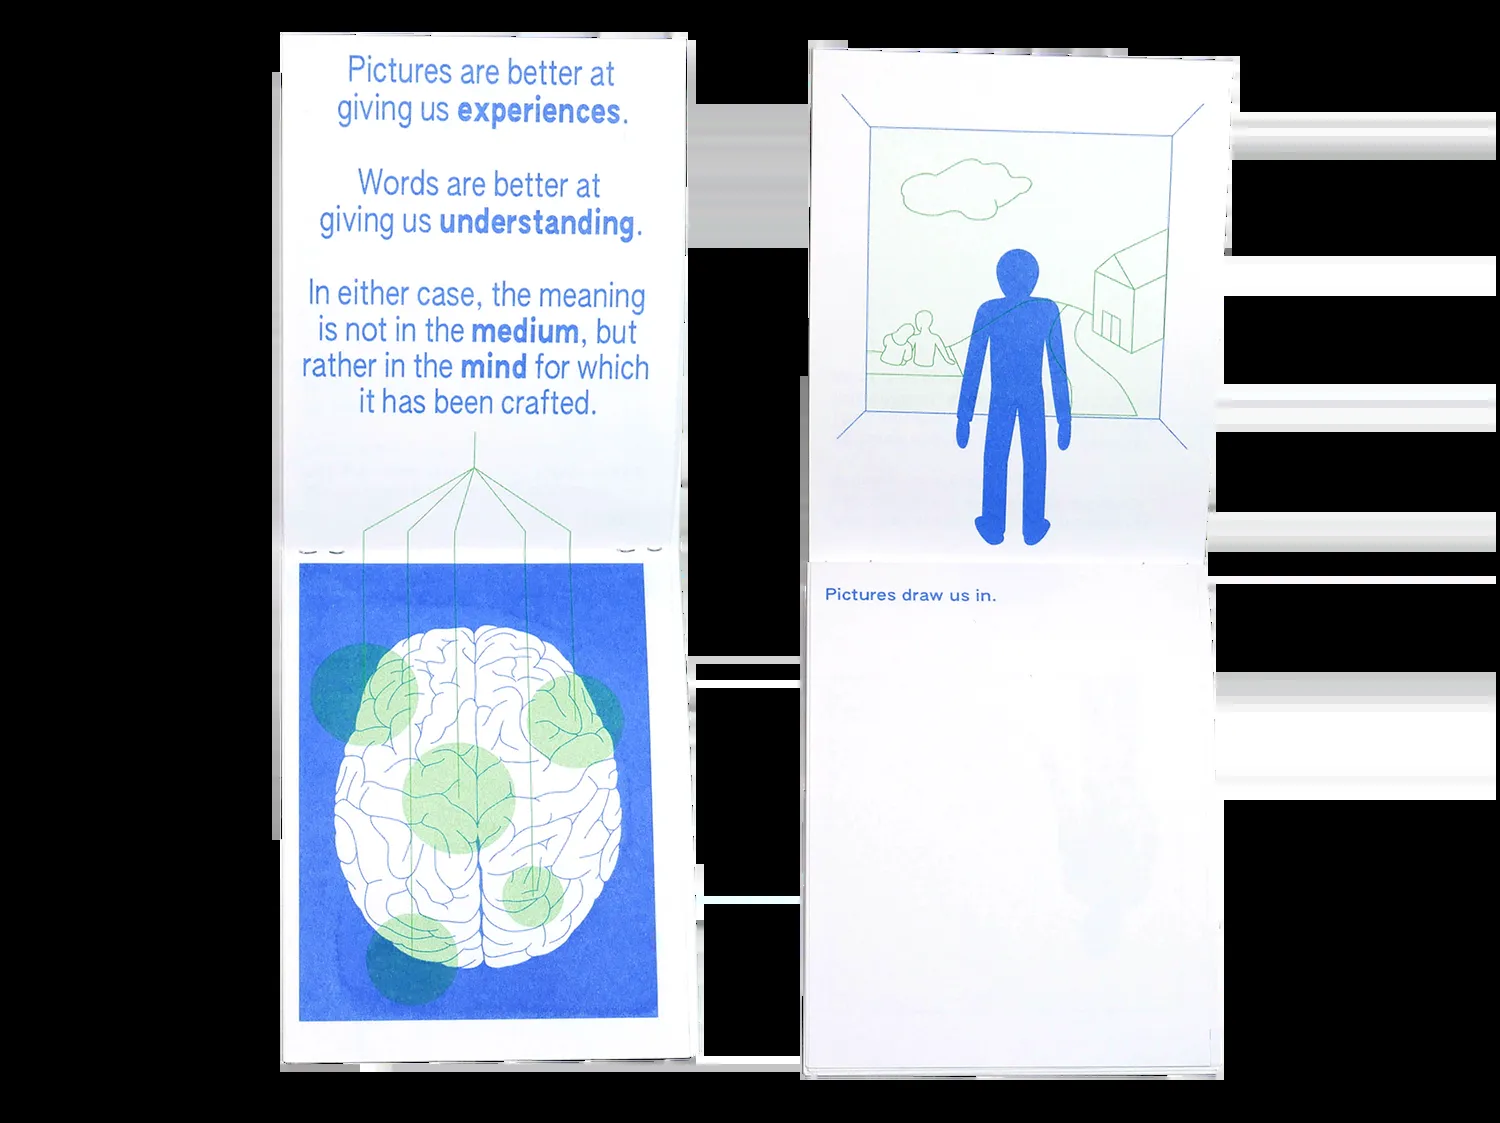 Pictures are better at
giving us experiences.
Words are better at
giving us understanding.
In either case, the meaning
is not in the medium, but
rather in the mind for which
it has been crafted.
Pictures draw us in.